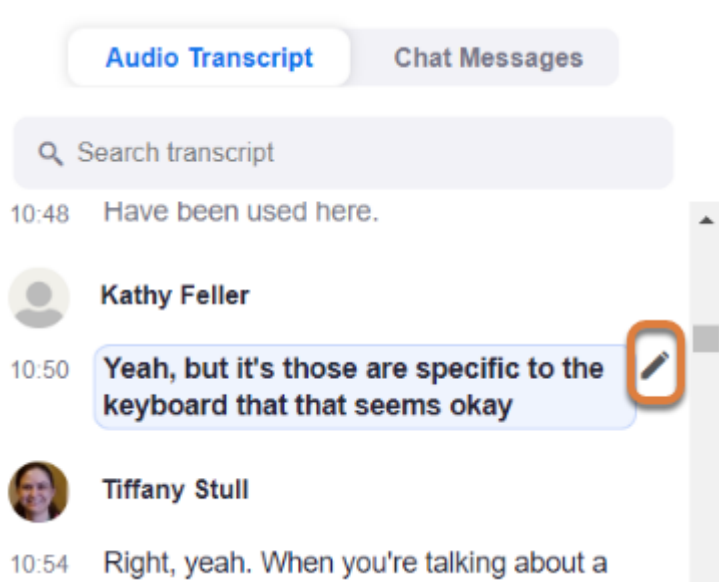 Audio Transcript Chat Messages
Search transcript
10:48 Have been used here.
Kathy Feller
10:50 Yeah, but it's those are specific to the
keyboard that that seems okay
Tiffany Stull
10:54 Right, yeah. When you're talking about a